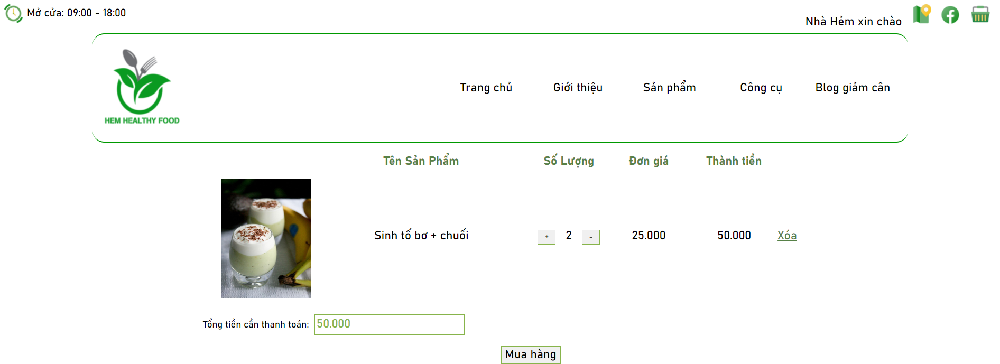 Mở cửa: 09:00 - 18:00
Nhà Hẻm xin chào
HEM HEALTHY FOOD
Trang chủ Giới thiệu Sản phẩm Công cụ Blog giảm cân
Tên Sản Phẩm Số Lượng Đơn giá Thành tiền
Sinh tố bơ + chuối + 2 - 25.000 50.000 Xóa
Tổng tiền cần thanh toán: 50.000
Mua hàng